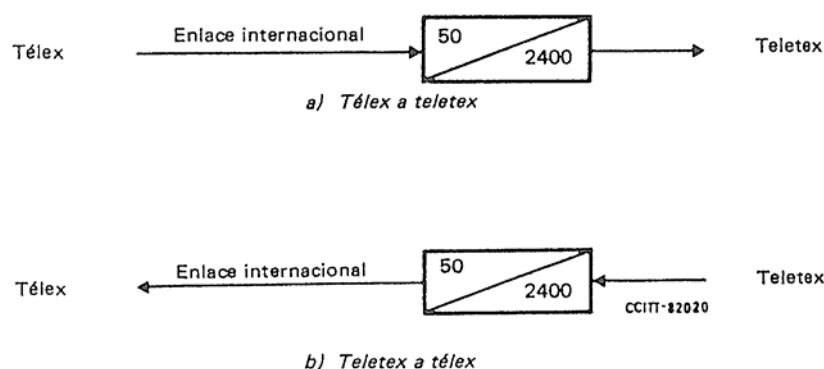 Télex
Enlace internacional
50
2400
Teletex
a) Télex a teletex
Télex
Enlace internacional
50
2400
Teletex
CCITT-82020
b) Teletex a télex